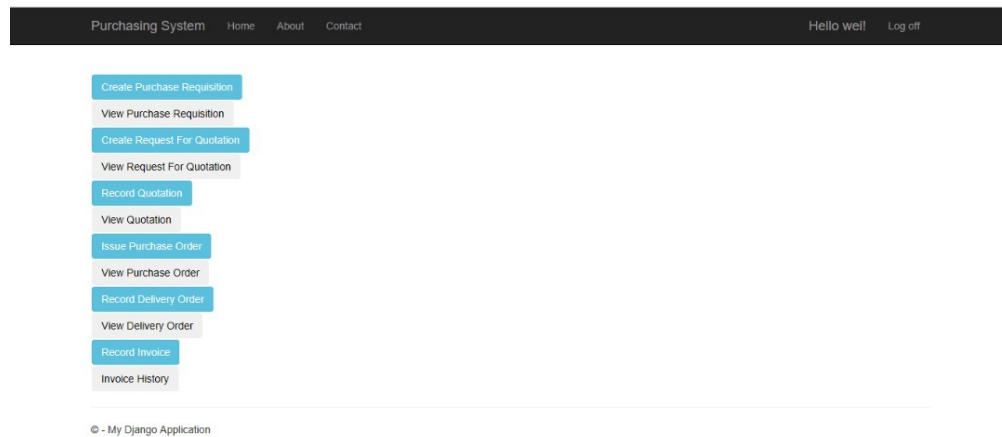 Purchasing System Home About Contact Hello wei! Log off
Create Purchase Requisition
View Purchase Requisition
Create Request For Quotation
View Request For Quotation
Record Quotation
View Quotation
Issue Purchase Order
View Purchase Order
Record Delivery Order
View Delivery Order
Record Invoice
Invoice History
© - My Django Application